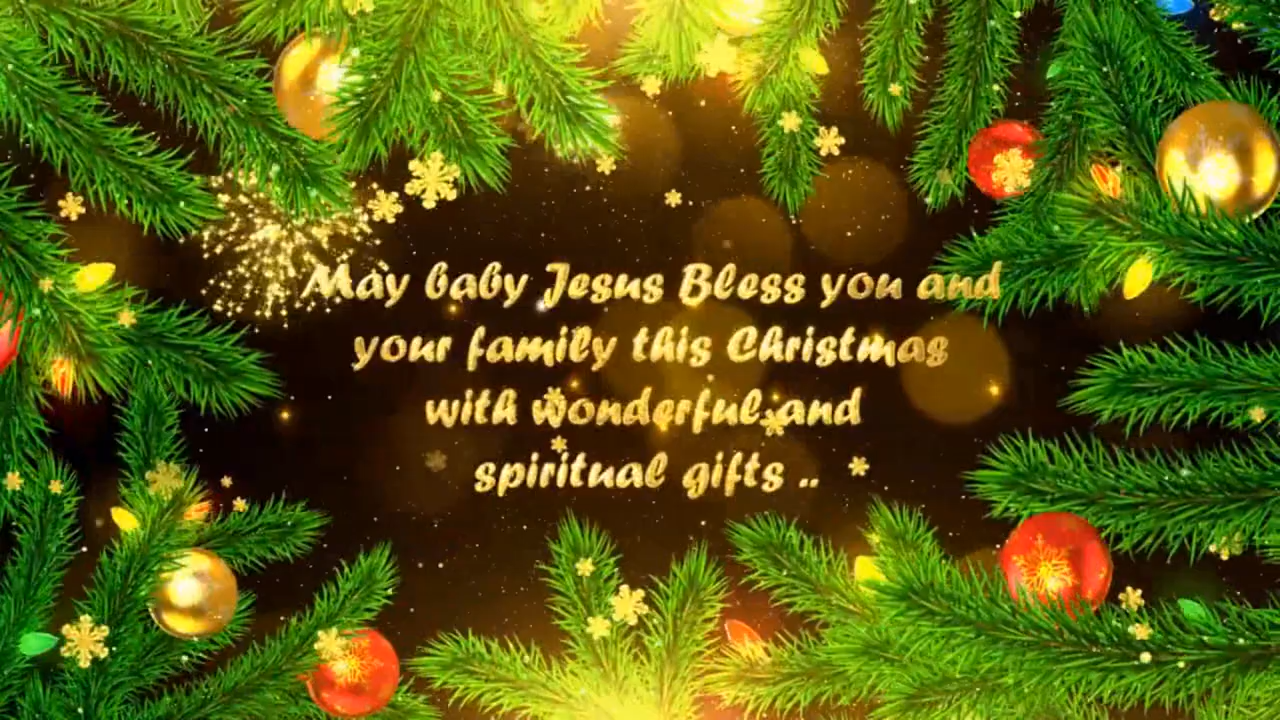 May baby Jesus Bless you and
your family this Christmas
with wonderful and
spiritual gifts ..